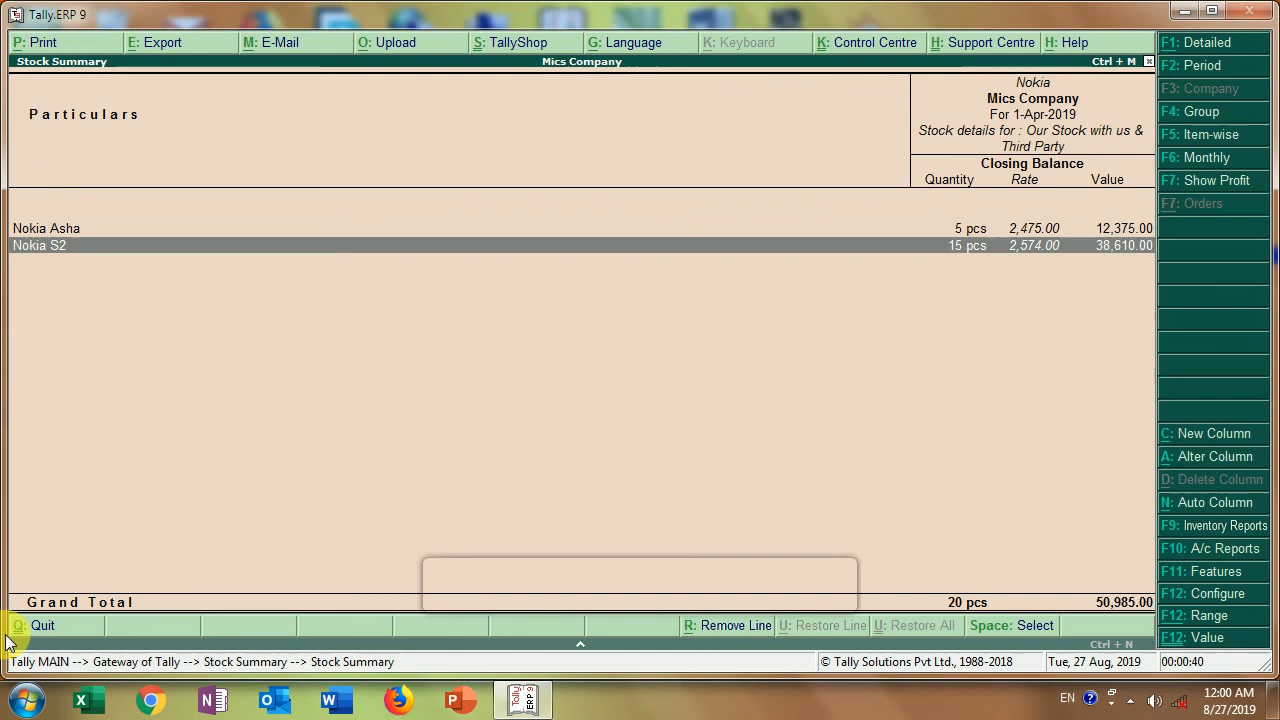 Tally.ERP 9
P: Print E: Export M: E-Mail O: Upload S: TallyShop G: Language K: Keyboard K: Control Centre H: Support Centre H: Help
Stock Summary Mics Company Ctrl + M
Particulars
Nokia
Mics Company
For 1-Apr-2019
Stock details for : Our Stock with us &
Third Party
Closing Balance
Quantity Rate Value
Nokia Asha 5 pcs 2,475.00 12,375.00
Nokia S2 15 pcs 2,574.00 38,610.00
Grand Total 20 pcs 50,985.00
F1: Detailed
F2: Period
F3: Company
F4: Group
F5: Item-wise
F6: Monthly
F7: Show Profit
F7: Orders
C: New Column
A: Alter Column
D: Delete Column
N: Auto Column
F9: Inventory Reports
F10: A/c Reports
F11: Features
F12: Configure
F12: Range
F12: Value
Q: Quit R: Remove Line U: Restore Line U: Restore All Space: Select
Ctrl + N
Tally MAIN --> Gateway of Tally --> Stock Summary --> Stock Summary © Tally Solutions Pvt Ltd., 1988-2018 Tue, 27 Aug, 2019 00:00:40
EN 12:00 AM
8/27/2019